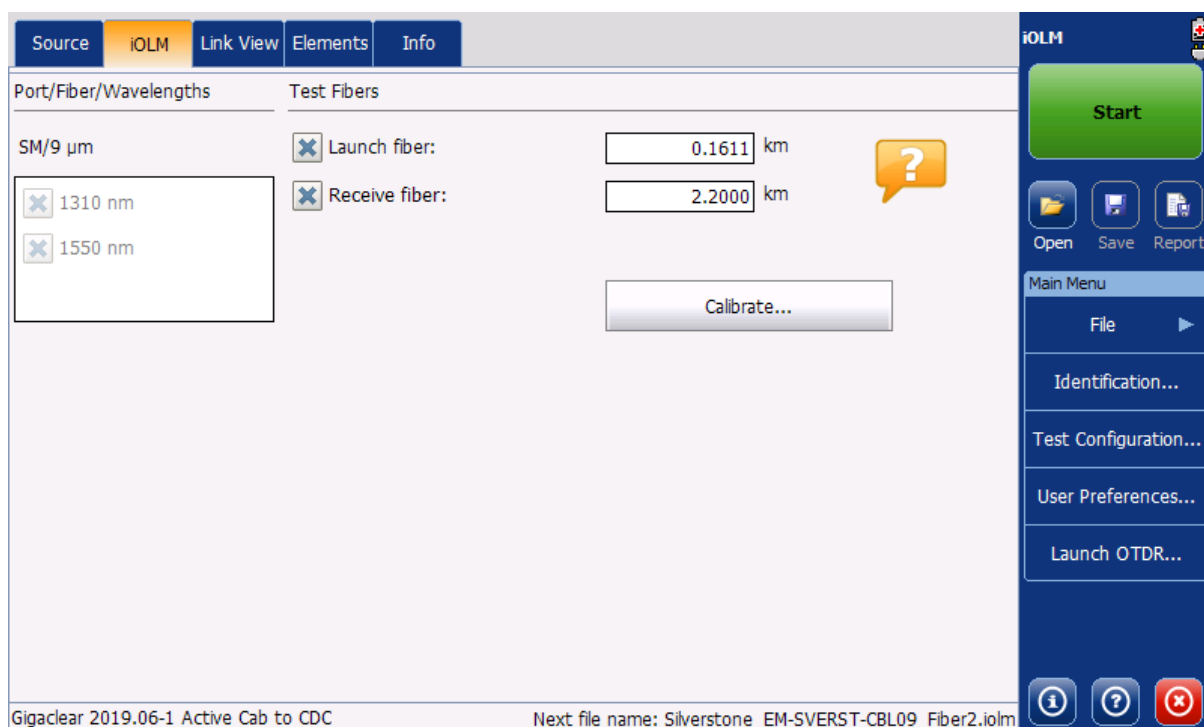 Source iOLM Link View Elements Info
iOLM
Port/Fiber/Wavelengths Test Fibers
Start
SM/9 µm
Launch fiber: 0.1611 km
?
1310 nm
Receive fiber: 2.2000 km
1550 nm
Open Save Report
Main Menu
Calibrate...
File
Identification...
Test Configuration...
User Preferences...
Launch OTDR...
i ?
Gigaclear 2019.06-1 Active Cab to CDC Next file name: Silverstone_EM-SVERST-CBL09_Fiber2.iolm